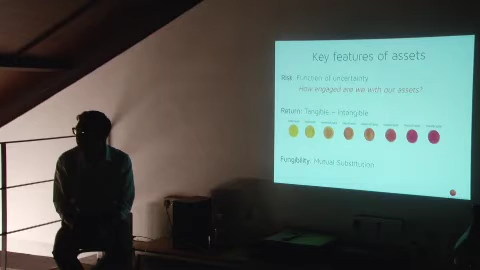 Key features of assets
Risk: Function of uncertainty
How engaged are we with our assets?
Return: Tangible – Intangible
Fungibility: Mutual Substitution